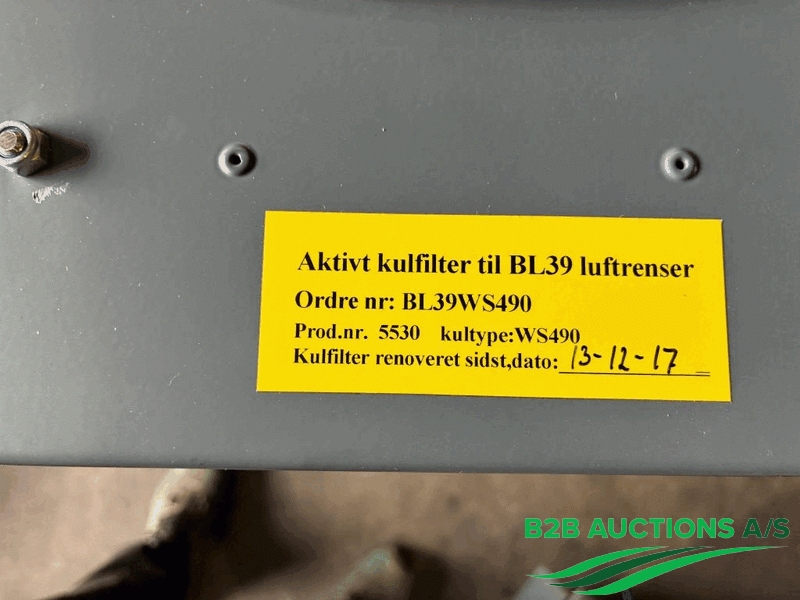 Aktivt kulfilter til BL39 luftrenser
Ordre nr: BL39WS490
Prod.nr. 5530 kultype:WS490
Kulfilter renoveret sidst,dato: 13-12-17
B2B AUCTIONS A/S